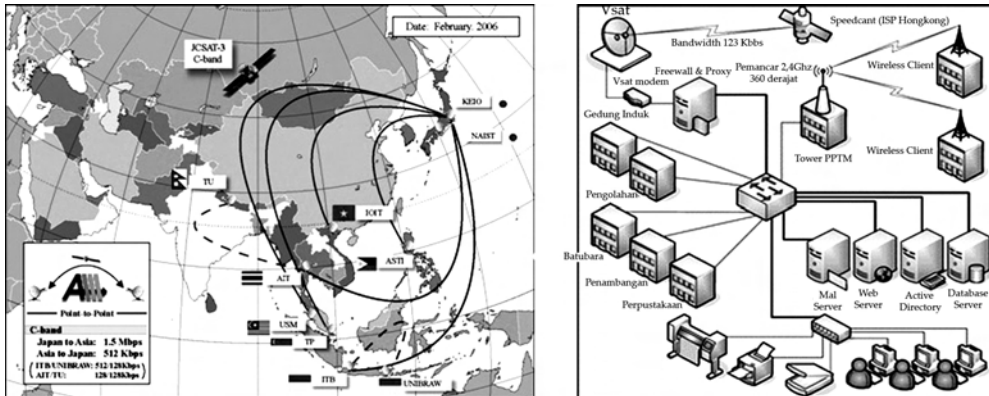 Date: February. 2006
JCSAT-3
C-band
KEIO
NAIST
TU
IOIT
ASTI
AIT
USM
TP
ITB
UNIBRAW
AI
Point-to-Point
C-band
Japan to Asia: 1.5 Mbps
Asia to Japan: 512 Kbps
(ITB/UNIBRAW: 512/128Kbps)
(AIT/TU: 128/128Kbps)
Vsat
Speedcant (ISP Hongkong)
Bandwidth 123 Kbbs
Wireless Client
Pemancar 2,4Ghz
360 derajat
Firewall & Proxy
Vsat modem
Gedung Induk
Tower PPTM
Wireless Client
Pengolahan
Batubara
Penambangan
Perpustakaan
Mal Server
Web Server
Active Directory
Database Server